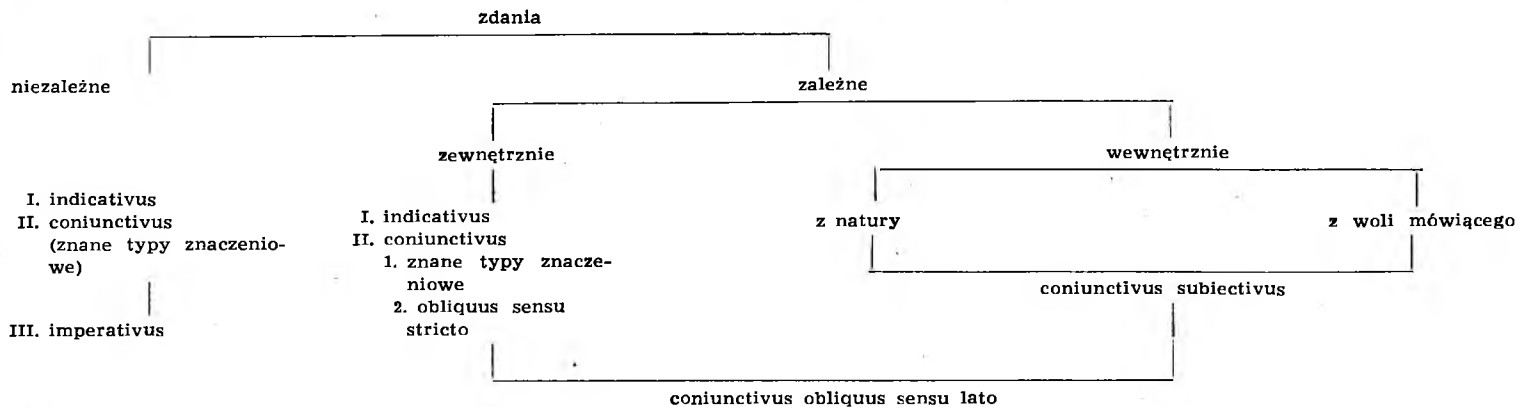 zdania
niezależne
zależne
zewnętrznie
wewnętrznie
I. indicativus
II. coniunctivus
(znane typy znaczenio-
we)
III. imperativus
I. indicativus
II. coniunctivus
1. znane typy znacze-
niowe
2. obliquus sensu
stricto
z natury
z woli mówiącego
coniunctivus subiectivus
coniunctivus obliquus sensu lato